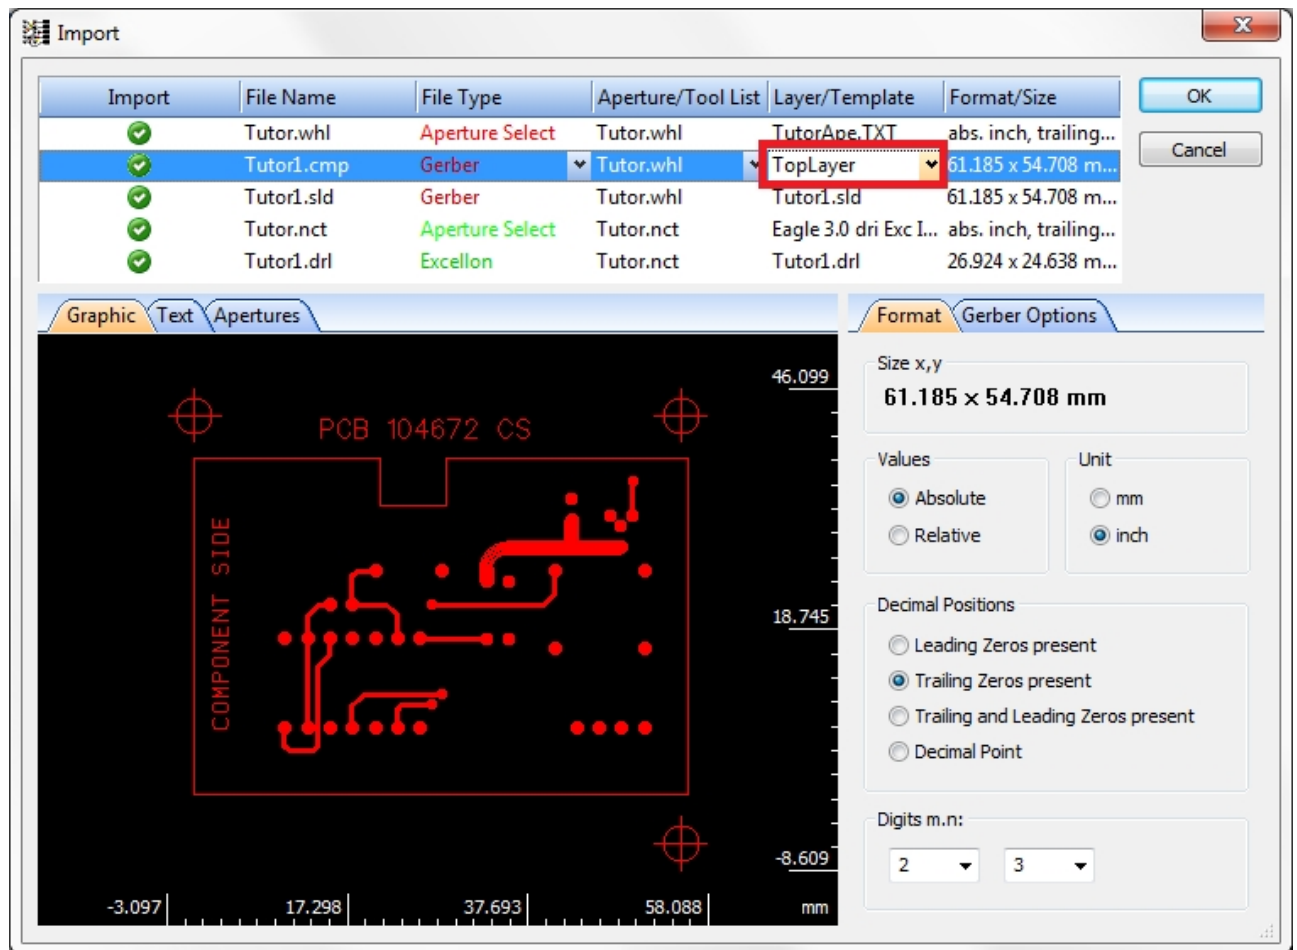 Import
Import File Name File Type Aperture/Tool List Layer/Template Format/Size
OK
Tutor.whl Aperture Select Tutor.whl TutorApe.TXT abs. inch, trailing...
Cancel
Tutor1.cmp Gerber Tutor.whl TopLayer 61.185 x 54.708 m...
Tutor1.sld Gerber Tutor.whl Tutor1.sld 61.185 x 54.708 m...
Tutor.nct Aperture Select Tutor.nct Eagle 3.0 dri Exc I... abs. inch, trailing...
Tutor1.drl Excellon Tutor.nct Tutor1.drl 26.924 x 24.638 m...
Graphic Text Apertures
46.099
PCB 104672 CS
COMPONENT SIDE
18.745
-8.609
-3.097 17.298 37.693 58.088 mm
Format Gerber Options
Size x,y
61.185 x 54.708 mm
Values
Absolute
Relative
Unit
mm
inch
Decimal Positions
Leading Zeros present
Trailing Zeros present
Trailing and Leading Zeros present
Decimal Point
Digits m.n:
2 3